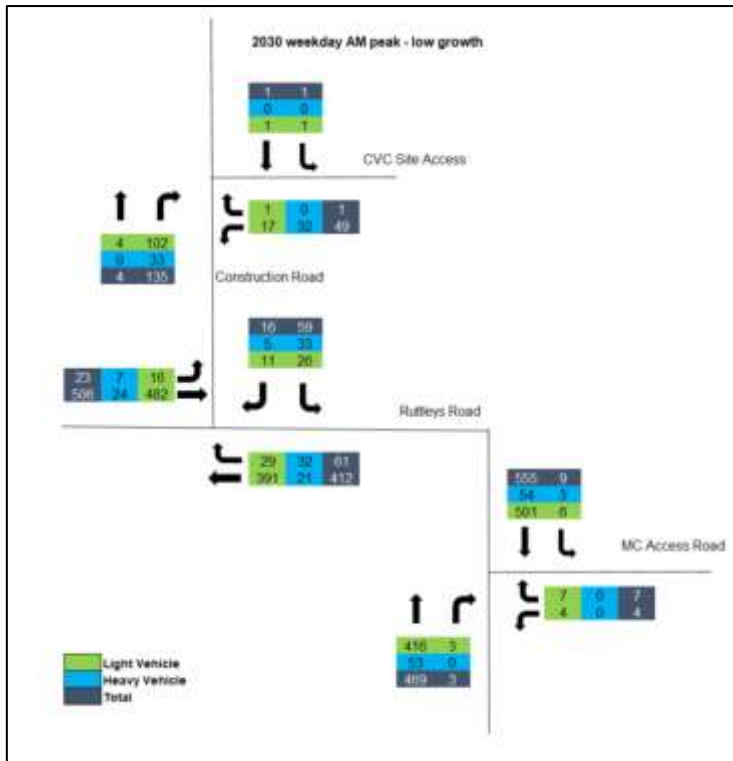 2030 weekday AM peak - low growth
1 1
0 0
1 1
CVC Site Access
1 0 1
17 32 49
4 102
0 33
4 135
Construction Road
16 59
5 33
11 26
23 7 16
506 24 482
Ruttleys Road
29 32 61
391 21 412
555 9
54 3
501 6
MC Access Road
7 0 7
4 0 4
416 3
53 0
469 3
Light Vehicle
Heavy Vehicle
Total